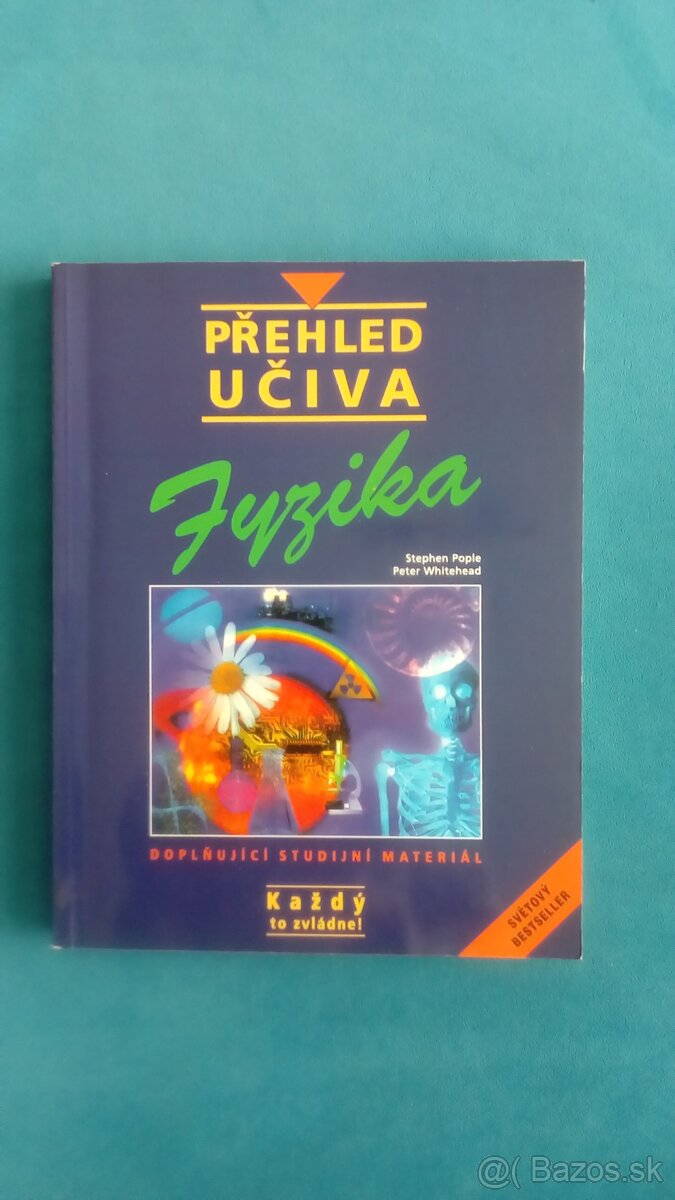 PŘEHLED
UČIVA
Fyzika
Stephen Pople
Peter Whitehead
DOPLŇUJÍCÍ STUDIJNÍ MATERIÁL
Každý
to zvládne!
SVĚTOVÝ
BESTSELLER
@( Bazos.sk